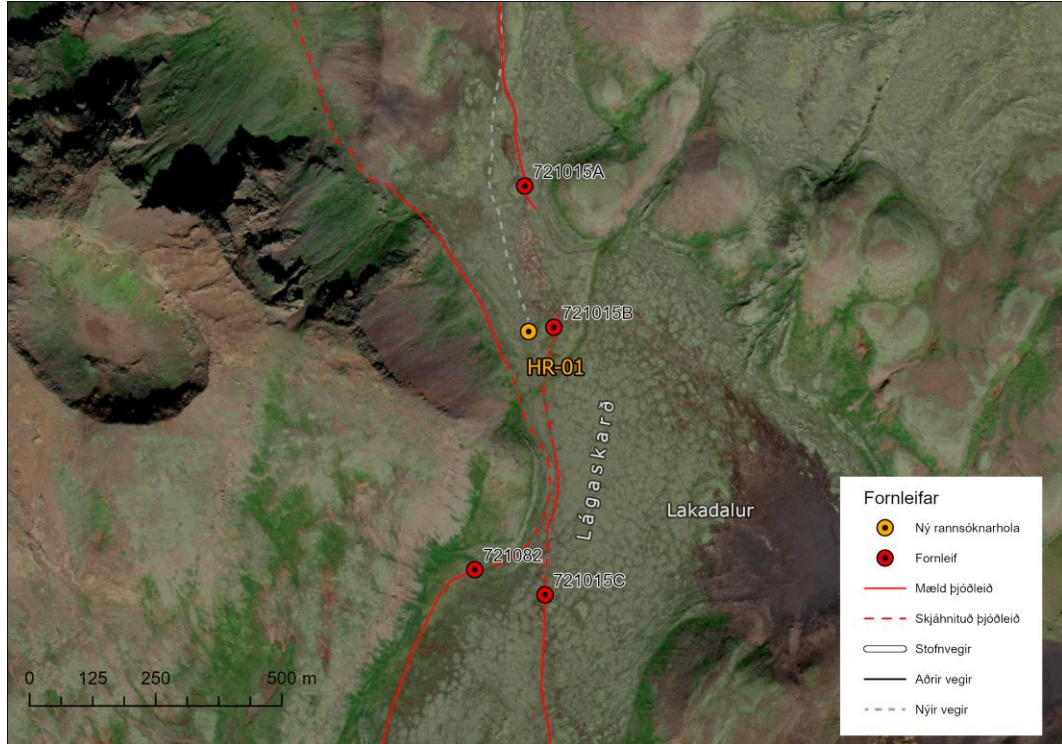 721015A
721015B
HR-01
Lágaskarð
Lakadalur
721082
721015C
0 125 250 500 m
Fornleifar
Ný rannsóknarhola
Fornleif
Mæld þjóðleið
Skjáhnituð þjóðleið
Stofnvegir
Aðrir vegir
Nýir vegir